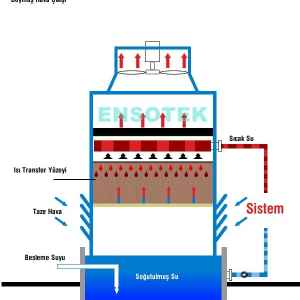 Doymuş Hava Çıkışı
ENSOTEK
Sıcak Su
Isı Transfer Yüzeyi
Taze Hava
Sistem
Besleme Suyu
Soğutulmuş Su